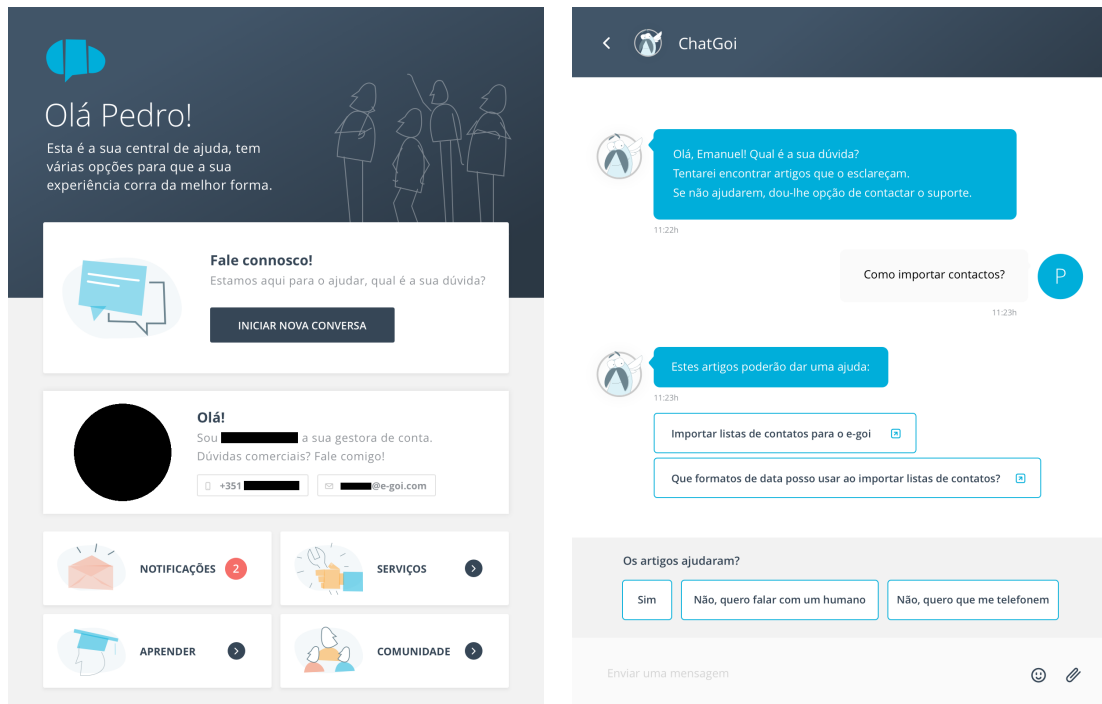 Olá Pedro!
Esta é a sua central de ajuda, tem
várias opções para que a sua
experiência corra da melhor forma.
Fale connosco!
Estamos aqui para o ajudar, qual é a sua dúvida?
INICIAR NOVA CONVERSA
Olá!
Sou a sua gestora de conta.
Dúvidas comerciais? Fale comigo!
+351
@e-goi.com
NOTIFICAÇÕES 2
SERVIÇOS
APRENDER
COMUNIDADE
ChatGoi
Olá, Emanuel! Qual é a sua dúvida?
Tentarei encontrar artigos que o esclareçam.
Se não ajudarem, dou-lhe opção de contactar o suporte.
11:22h
Como importar contactos?
P
11:23h
Estes artigos poderão dar uma ajuda:
11:23h
Importar listas de contatos para o e-goi
Que formatos de data posso usar ao importar listas de contatos?
Os artigos ajudaram?
Sim
Não, quero falar com um humano
Não, quero que me telefonem
Enviar uma mensagem